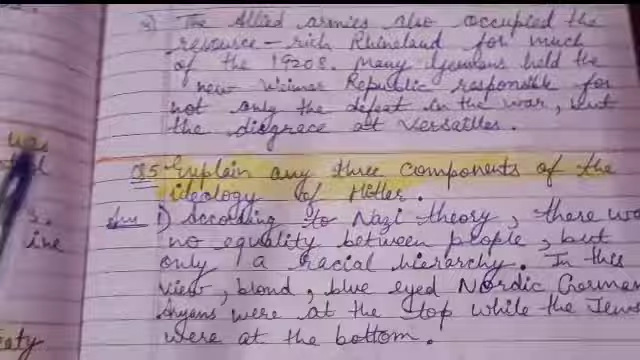 3) The Allied armies also occupied the
resource-rich Rhineland for much
of the 1920s. Many Germans held the
new Weimar Republic responsible for
not only the defeat in the war, but
the disgrace at Versailles.
Q5 Explain any three components of the
ideology of Hitler.
Ans i) According to Nazi theory, there was
no equality between people, but
only a racial hierarchy. In this
view, blond, blue eyed Nordic German
Aryans were at the top while the Jews
were at the bottom.
was
s.
ine